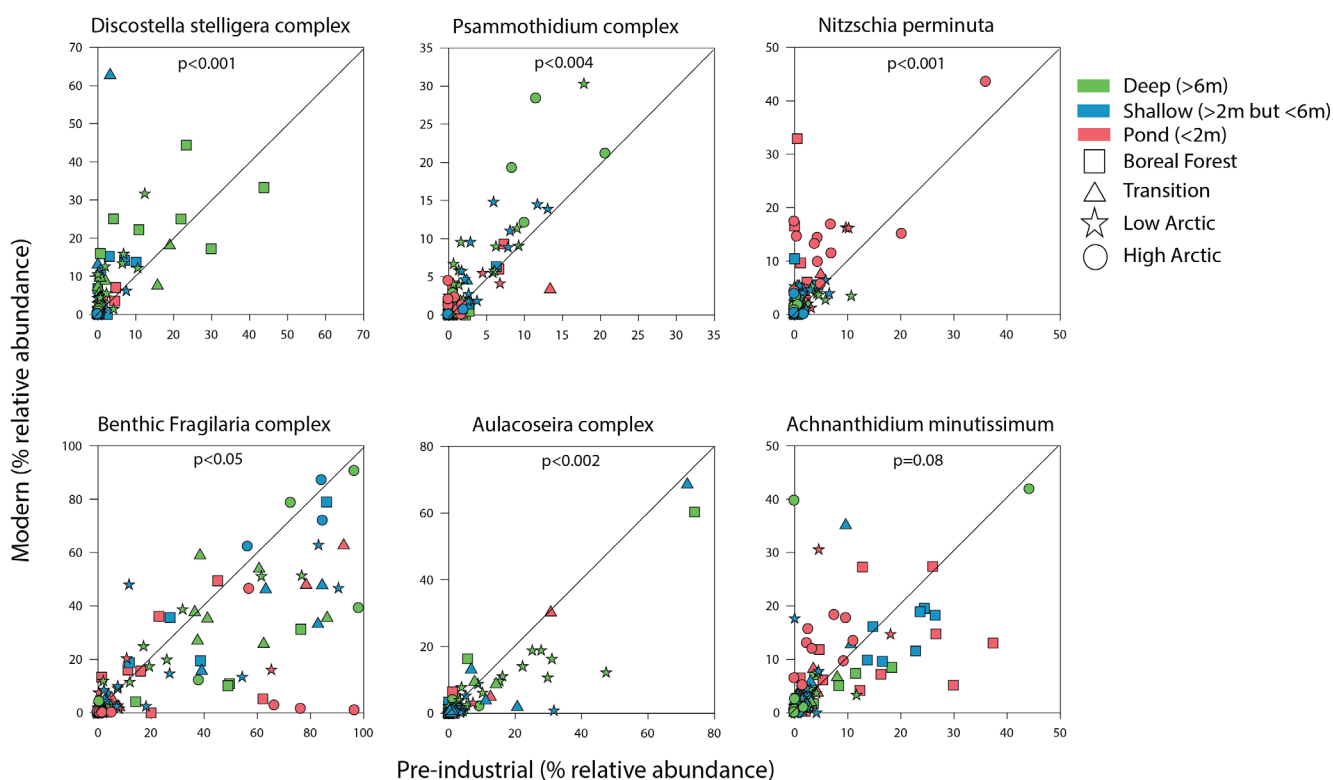 Discostella stelligera complex
Psammothidium complex
Nitzschia perminuta
p<0.001
p<0.004
p<0.001
70
60
50
40
30
20
10
0
0 10 20 30 40 50 60 70
35
30
25
20
15
10
5
0
0 5 10 15 20 25 30 35
50
40
30
20
10
0
0 10 20 30 40 50
Deep (>6m)
Shallow (>2m but <6m)
Pond (<2m)
Boreal Forest
Transition
Low Arctic
High Arctic
Modern (% relative abundance)
Benthic Fragilaria complex
Aulacoseira complex
Achnanthidium minutissimum
p<0.05
p<0.002
p=0.08
100
80
60
40
20
0
0 20 40 60 80 100
80
60
40
20
0
0 20 40 60 80
50
40
30
20
10
0
0 10 20 30 40 50
Pre-industrial (% relative abundance)